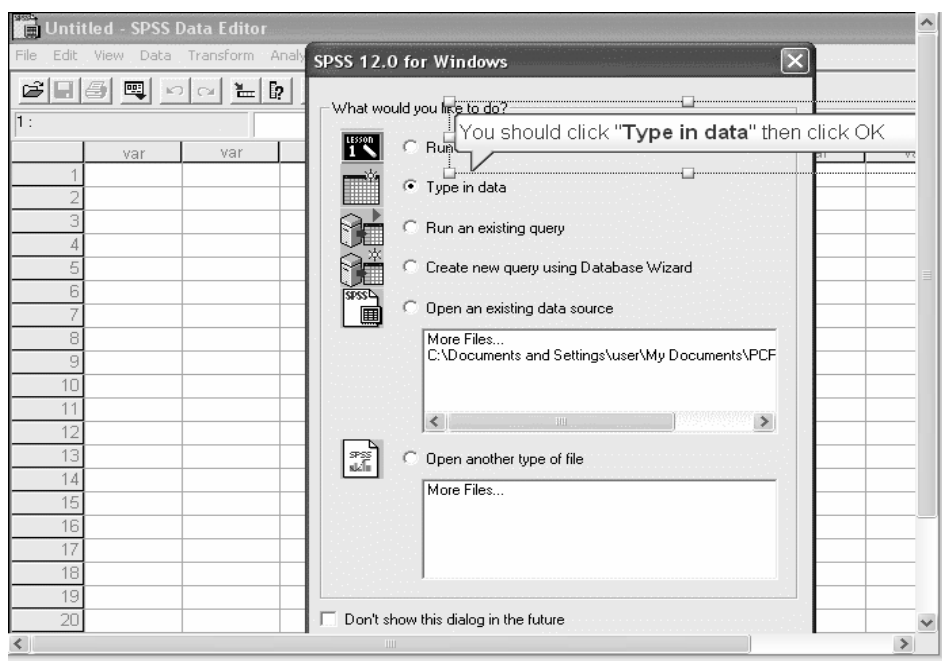 Untitled - SPSS Data Editor
File Edit View Data Transform Analy
1 :
var var
1
2
3
4
5
6
7
8
9
10
11
12
13
14
15
16
17
18
19
20
SPSS 12.0 for Windows
What would you like to do?
You should click "Type in data" then click OK
LESSON 1
Run
Type in data
Run an existing query
Create new query using Database Wizard
SPSS
Open an existing data source
More Files...
C:\Documents and Settings\user\My Documents\PCF
SPSS
Open another type of file
More Files...
Don't show this dialog in the future